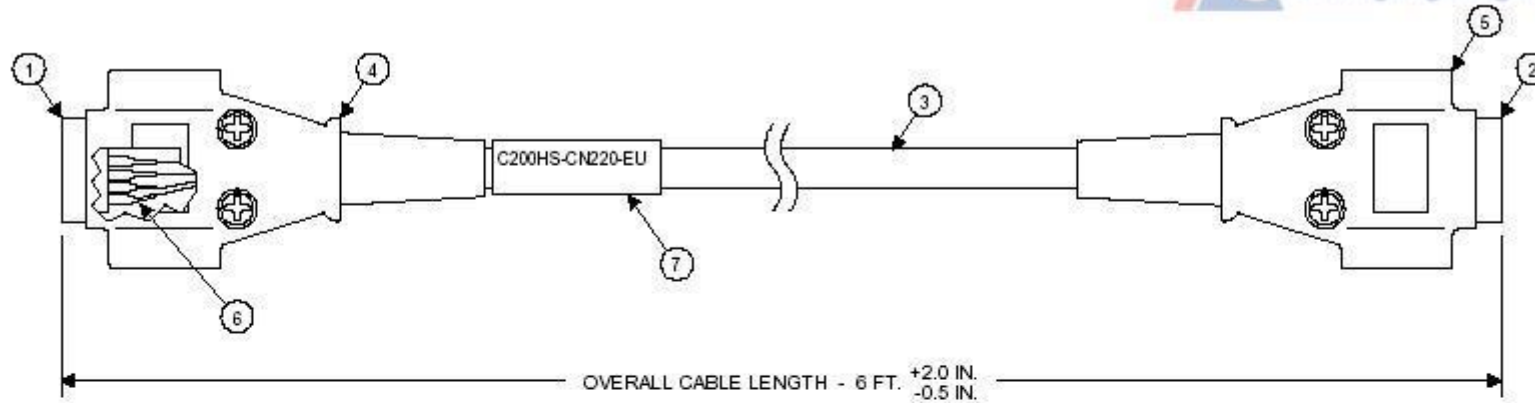 1
4
3
5
2
C200HS-CN220-EU
7
6
OVERALL CABLE LENGTH - 6 FT. +2.0 IN.
-0.5 IN.